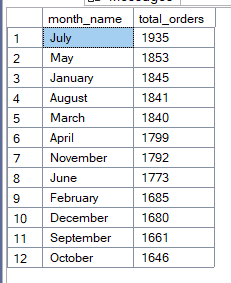 Messages
month_name total_orders
1 July 1935
2 May 1853
3 January 1845
4 August 1841
5 March 1840
6 April 1799
7 November 1792
8 June 1773
9 February 1685
10 December 1680
11 September 1661
12 October 1646